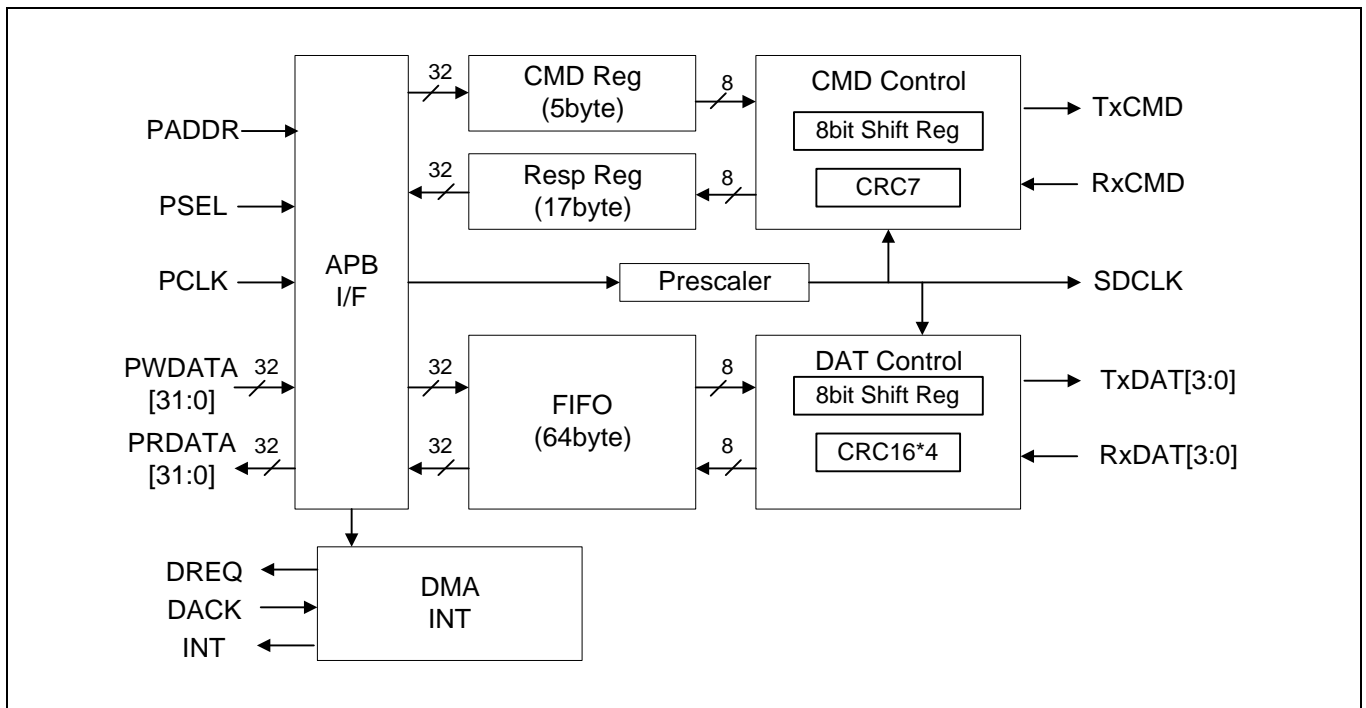 PADDR
PSEL
PCLK
PWDATA
[31:0]
32
PRDATA
[31:0]
32
APB
I/F
32
CMD Reg
(5byte)
8
32
Resp Reg
(17byte)
8
CMD Control
8bit Shift Reg
CRC7
TxCMD
RxCMD
Prescaler
SDCLK
32
32
FIFO
(64byte)
8
8
DAT Control
8bit Shift Reg
CRC16*4
TxDAT[3:0]
RxDAT[3:0]
DREQ
DACK
INT
DMA
INT